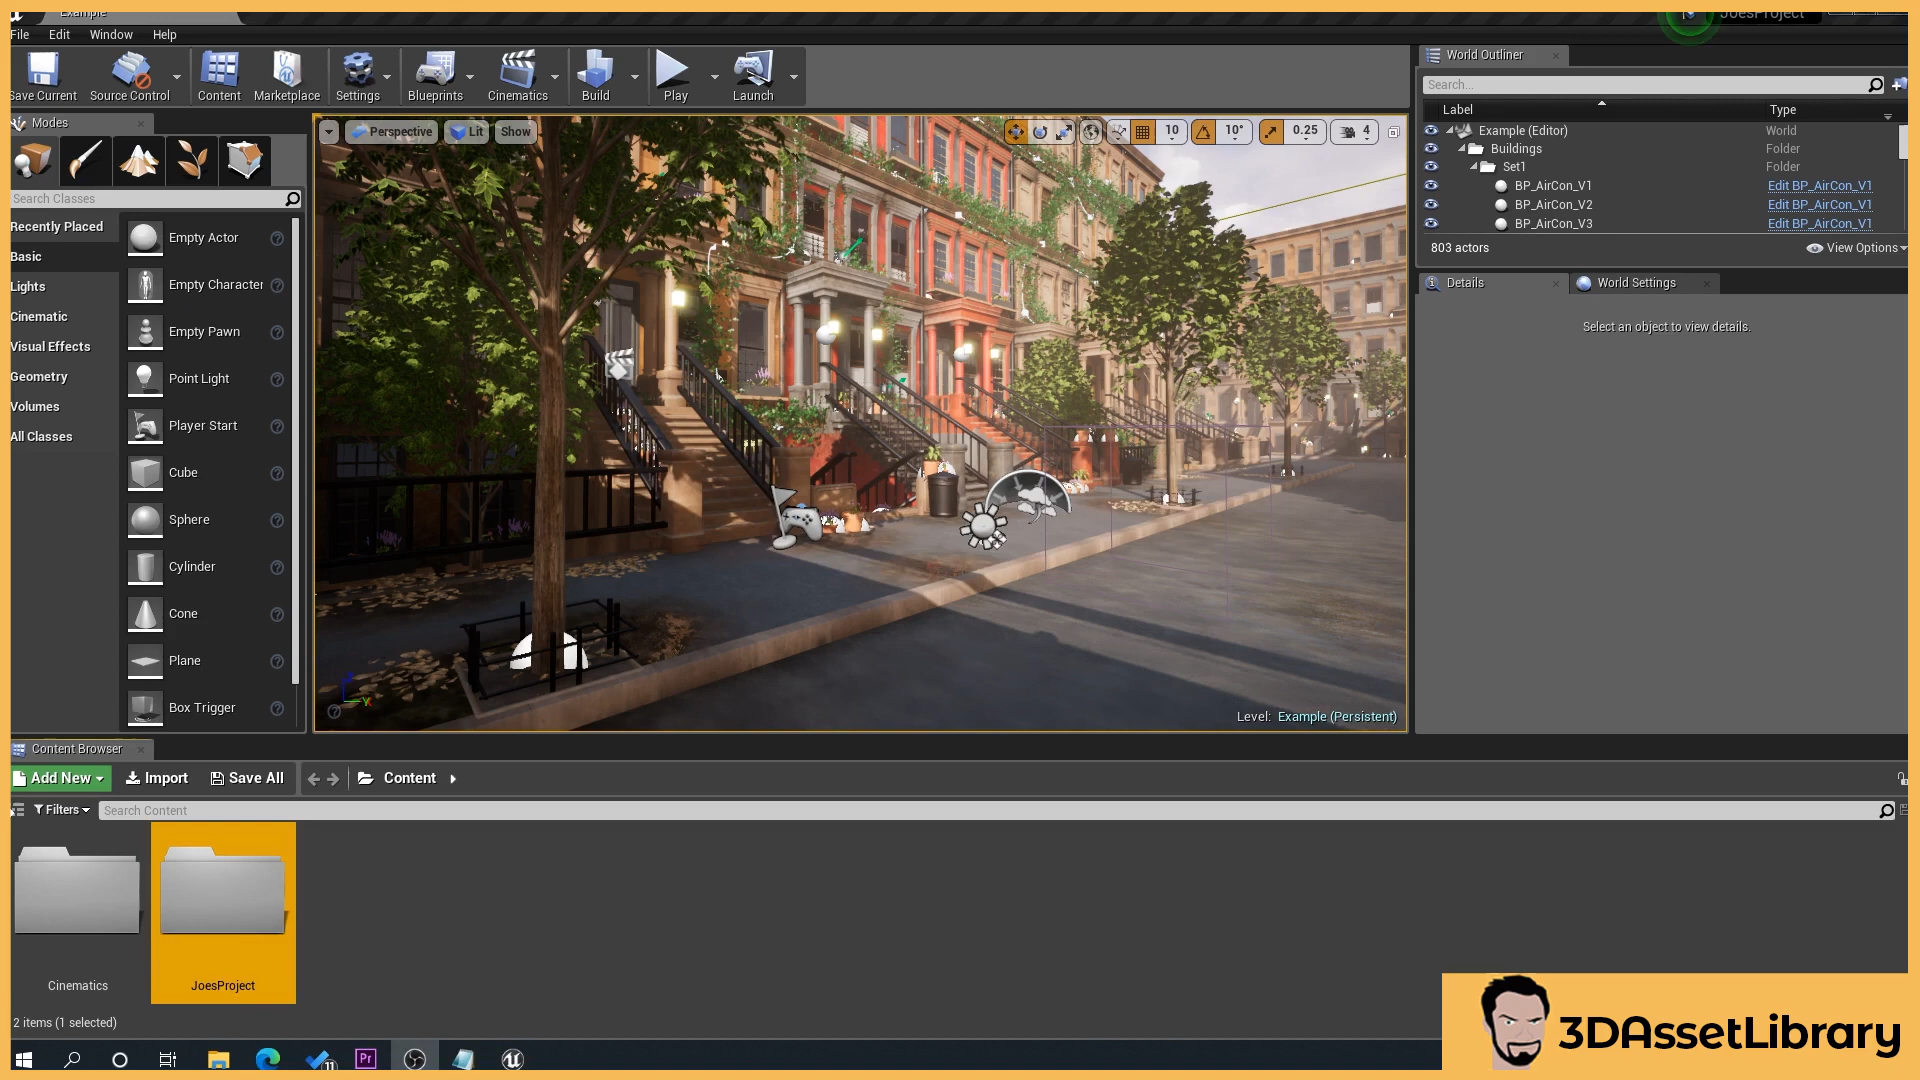 Example
JoesProject
File Edit Window Help
Save Current
Source Control
Content
Marketplace
Settings
Blueprints
Cinematics
Build
Play
Launch
Modes
Search Classes
Recently Placed
Basic
Lights
Cinematic
Visual Effects
Geometry
Volumes
All Classes
Empty Actor
Empty Character
Empty Pawn
Point Light
Player Start
Cube
Sphere
Cylinder
Cone
Plane
Box Trigger
Perspective
Lit
Show
10
10°
0.25
4
Y
Level: Example (Persistent)
World Outliner
Search...
Label Type
Example (Editor) World
Buildings Folder
Set1 Folder
BP_AirCon_V1 Edit BP_AirCon_V1
BP_AirCon_V2 Edit BP_AirCon_V1
BP_AirCon_V3 Edit BP_AirCon_V1
803 actors
View Options
Details
World Settings
Select an object to view details.
Content Browser
Add New
Import
Save All
Content
Filters
Search Content
Cinematics
JoesProject
2 items (1 selected)
11
Pr
3DAssetLibrary